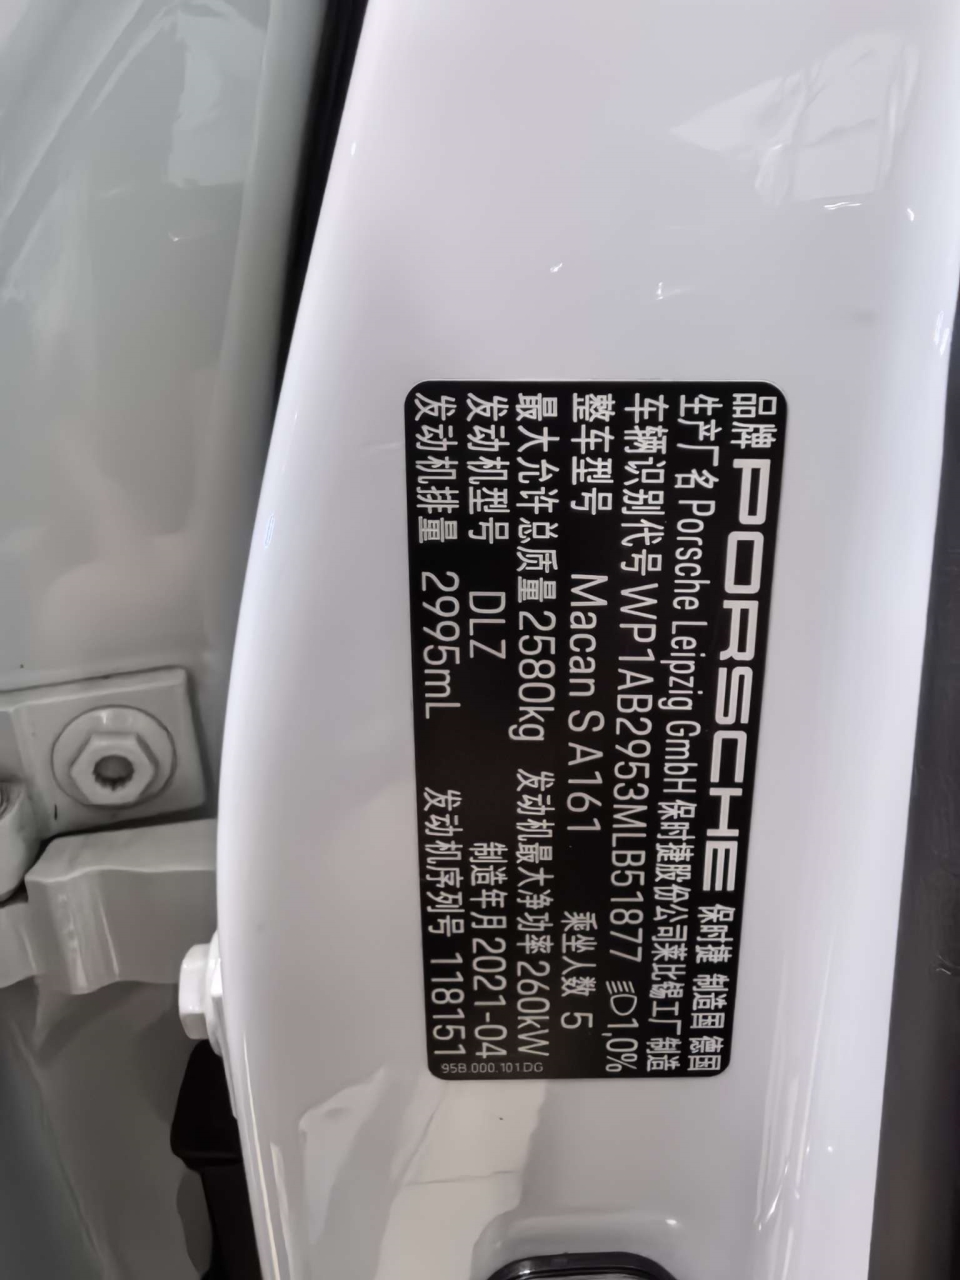 品牌 PORSCHE 保时捷 制造国 德国
生产厂名 Porsche Leipzig GmbH 保时捷股份公司莱比锡工厂制造
车辆识别代号 WP1AB2953MLB51877 1,0%
整车型号 Macan S A161 乘坐人数 5
最大允许总质量 2580kg 发动机最大净功率 260kW
发动机型号 DLZ 制造年月 2021-04
发动机排量 2995mL 发动机序列号 118151
95B.000.101DG